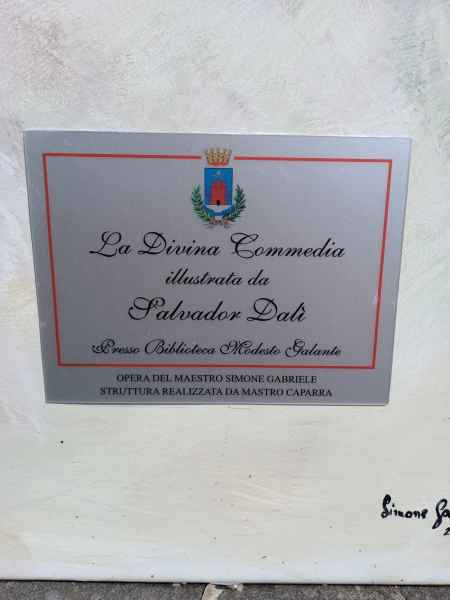 La Divina Commedia
illustrata da
Salvador Dalì
Presso Biblioteca Modesto Galante
OPERA DEL MAESTRO SIMONE GABRIELE
STRUTTURA REALIZZATA DA MASTRO CAPARRA
Simone